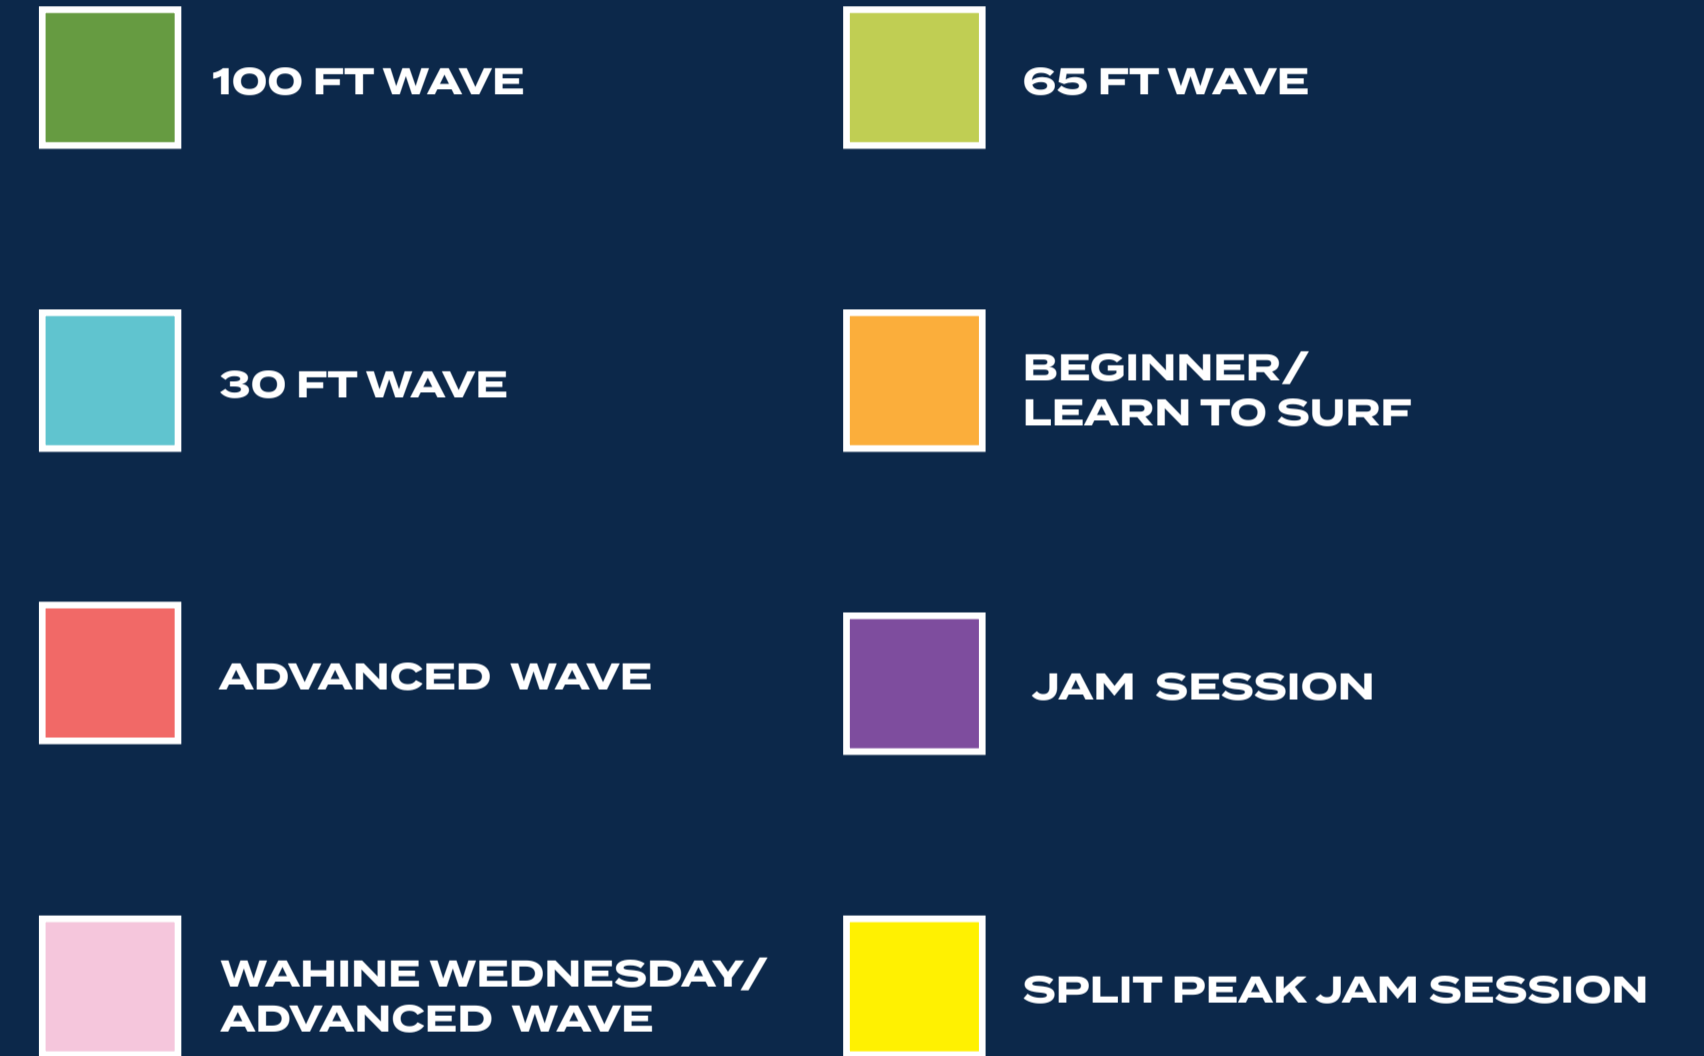 100 FT WAVE
65 FT WAVE
30 FT WAVE
BEGINNER/
LEARN TO SURF
ADVANCED WAVE
JAM SESSION
WAHINE WEDNESDAY/
ADVANCED WAVE
SPLIT PEAK JAM SESSION